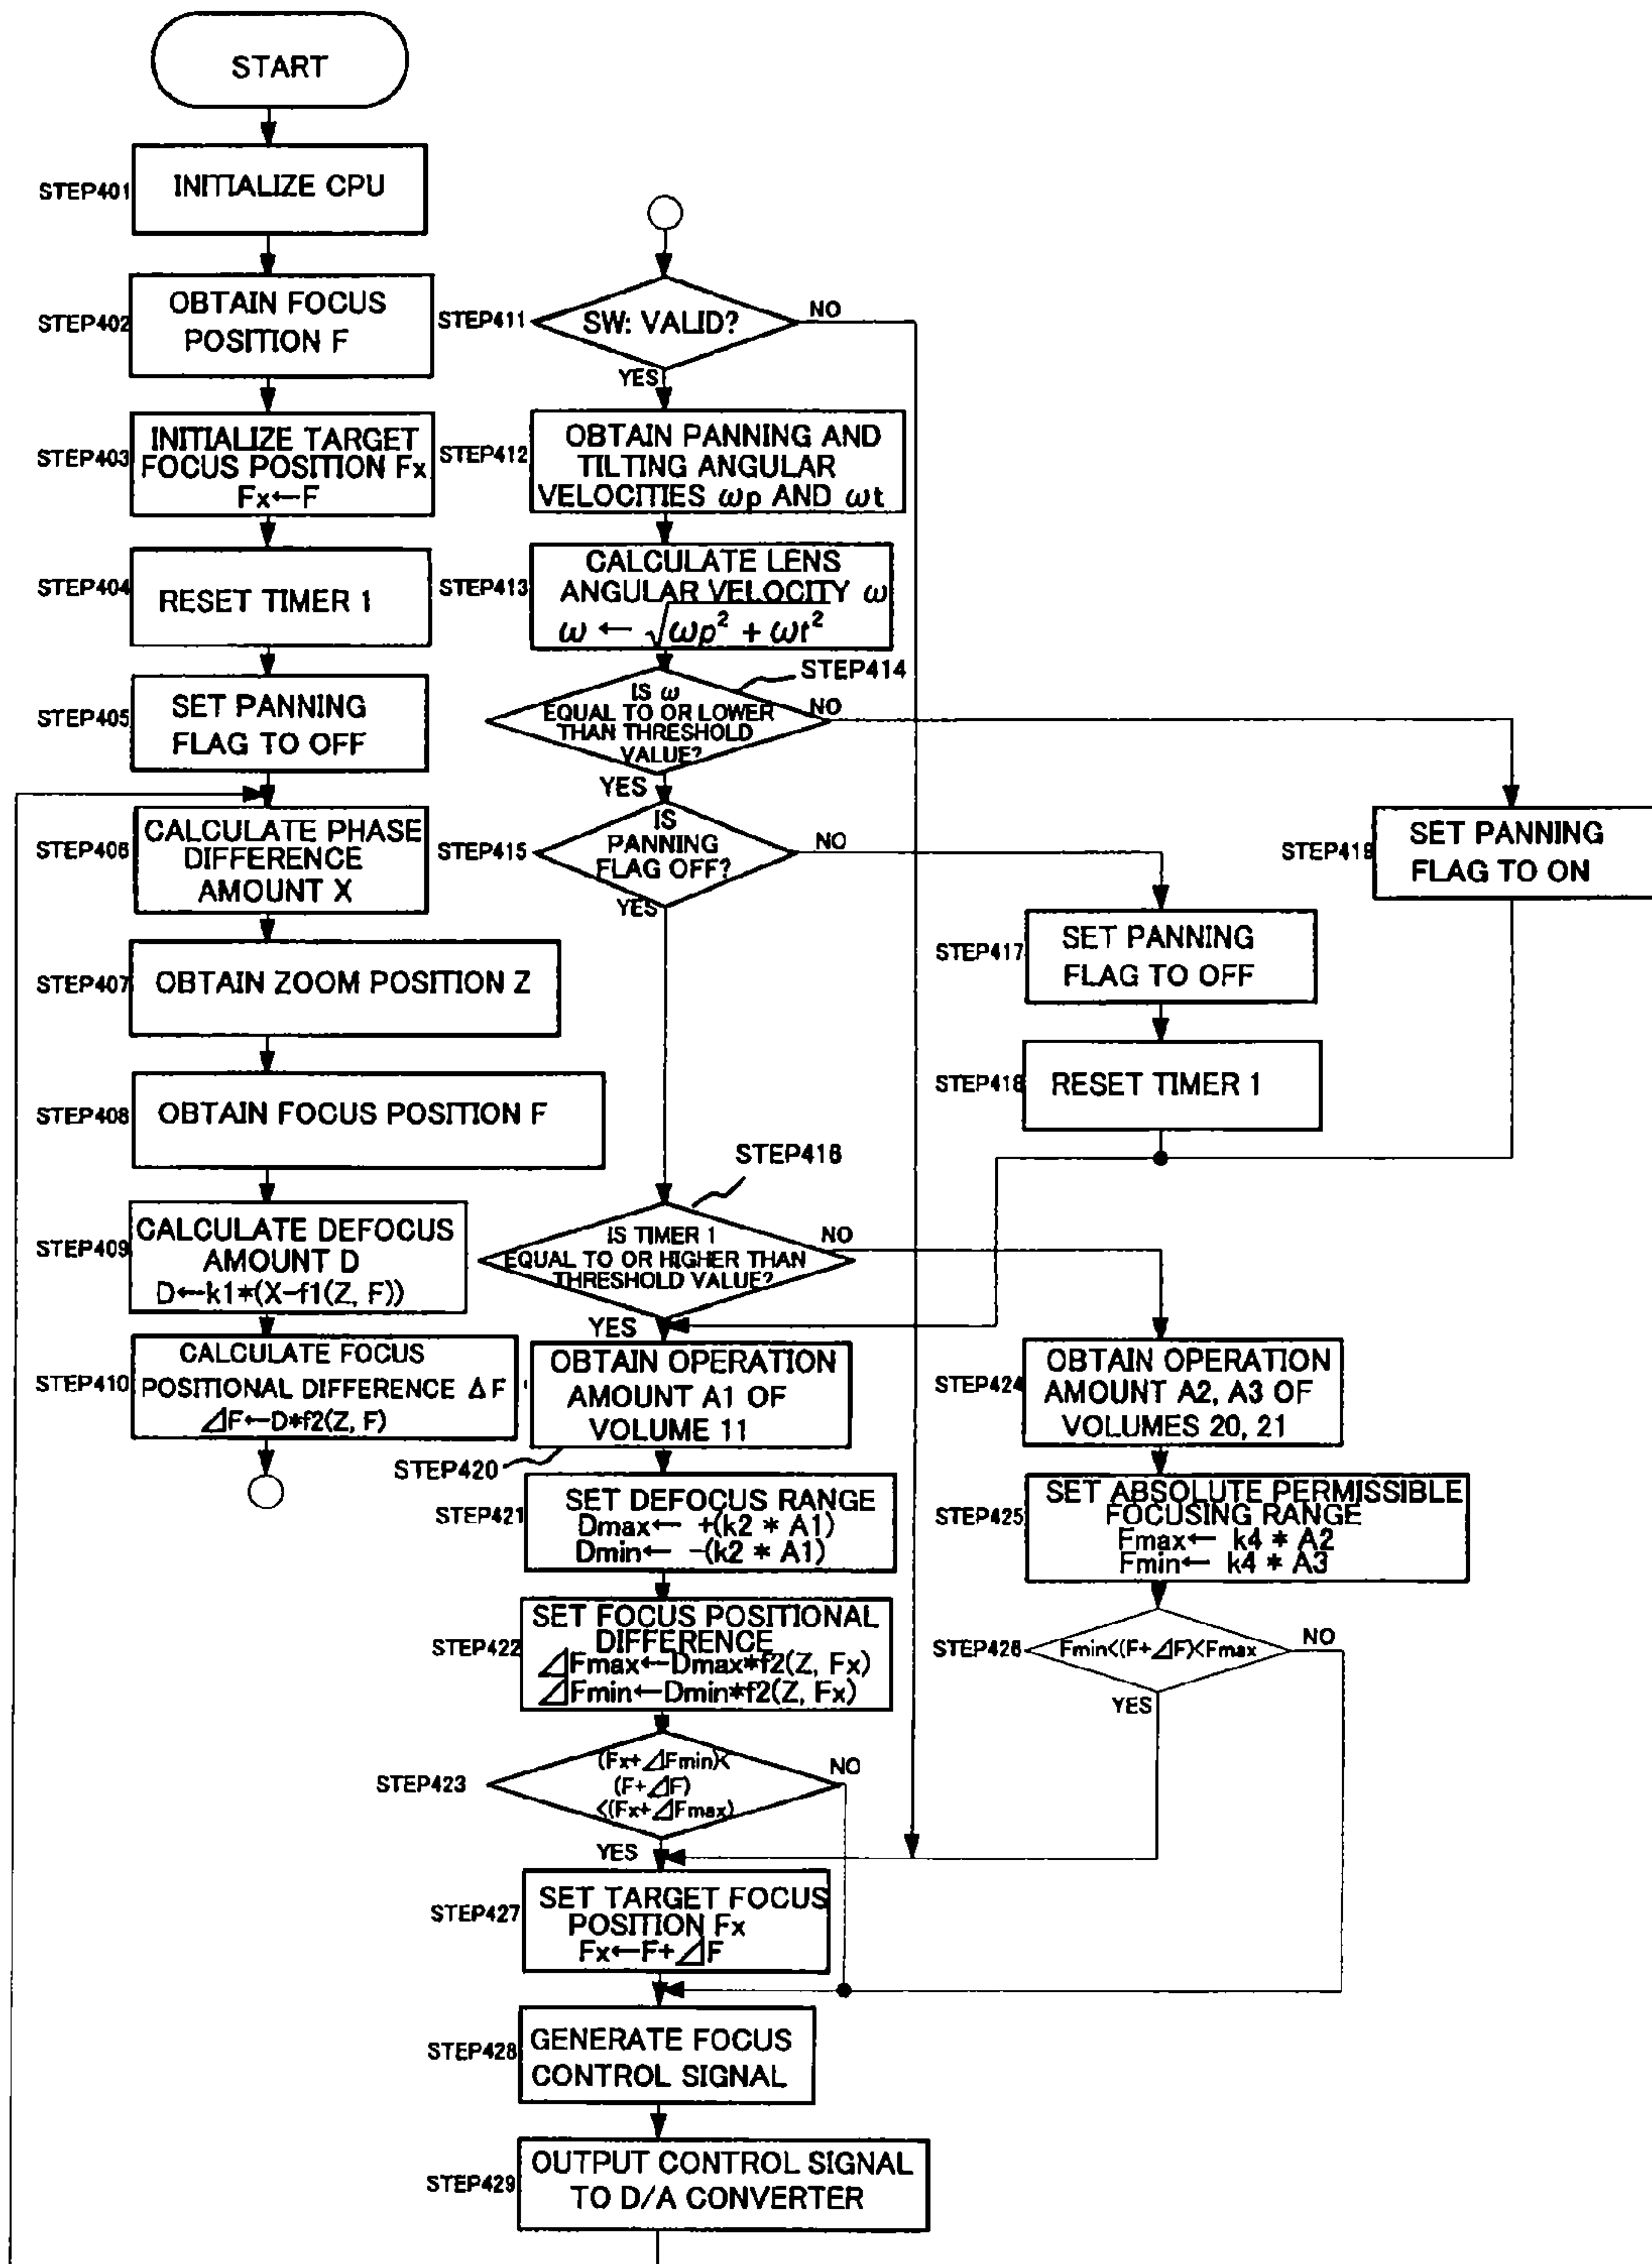 START
STEP401
INITIALIZE CPU
STEP402
OBTAIN FOCUS
POSITION F
STEP403
INITIALIZE TARGET
FOCUS POSITION Fx
Fx←F
STEP404
RESET TIMER 1
STEP405
SET PANNING
FLAG TO OFF
STEP406
CALCULATE PHASE
DIFFERENCE
AMOUNT X
STEP407
OBTAIN ZOOM POSITION Z
STEP408
OBTAIN FOCUS POSITION F
STEP409
CALCULATE DEFOCUS
AMOUNT D
D←k1*(X-f1(Z, F))
STEP410
CALCULATE FOCUS
POSITIONAL DIFFERENCE ΔF
⊿F←D*f2(Z, F)
STEP411
SW: VALID?
NO
YES
STEP412
OBTAIN PANNING AND
TILTING ANGULAR
VELOCITIES ωp AND ωt
STEP413
CALCULATE LENS
ANGULAR VELOCITY ω
ω ← √ωp² + ωt²
STEP414
IS ω
EQUAL TO OR LOWER
THAN THRESHOLD
VALUE?
NO
YES
STEP415
IS
PANNING
FLAG OFF?
NO
YES
STEP419
SET PANNING
FLAG TO ON
STEP417
SET PANNING
FLAG TO OFF
STEP418
RESET TIMER 1
STEP416
IS TIMER 1
EQUAL TO OR HIGHER THAN
THRESHOLD VALUE?
NO
YES
OBTAIN OPERATION
AMOUNT A1 OF
VOLUME 11
STEP420
STEP421
SET DEFOCUS RANGE
Dmax← +(k2 * A1)
Dmin← -(k2 * A1)
STEP422
SET FOCUS POSITIONAL
DIFFERENCE
⊿Fmax←Dmax*f2(Z, Fx)
⊿Fmin←Dmin*f2(Z, Fx)
STEP423
(Fx+⊿Fmin)<
(F+⊿F)
<(Fx+⊿Fmax)
NO
YES
STEP424
OBTAIN OPERATION
AMOUNT A2, A3 OF
VOLUMES 20, 21
STEP425
SET ABSOLUTE PERMISSIBLE
FOCUSING RANGE
Fmax← k4 * A2
Fmin← k4 * A3
STEP426
Fmin<(F+⊿F)<Fmax
NO
YES
STEP427
SET TARGET FOCUS
POSITION Fx
Fx←F+⊿F
STEP428
GENERATE FOCUS
CONTROL SIGNAL
STEP429
OUTPUT CONTROL SIGNAL
TO D/A CONVERTER